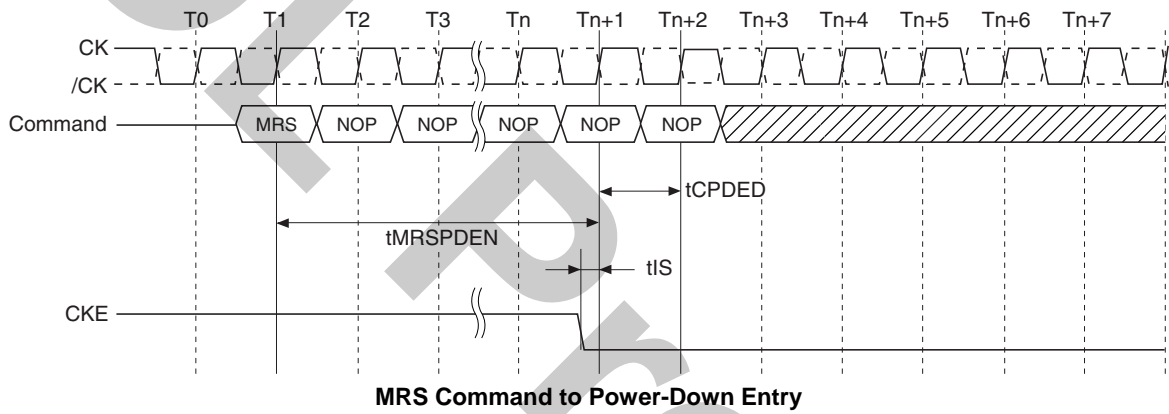 T0 T1 T2 T3 Tn Tn+1 Tn+2 Tn+3 Tn+4 Tn+5 Tn+6 Tn+7
CK
/CK
Command MRS NOP NOP NOP NOP NOP
tCPDED
tMRSPDEN
tIS
CKE
MRS Command to Power-Down Entry